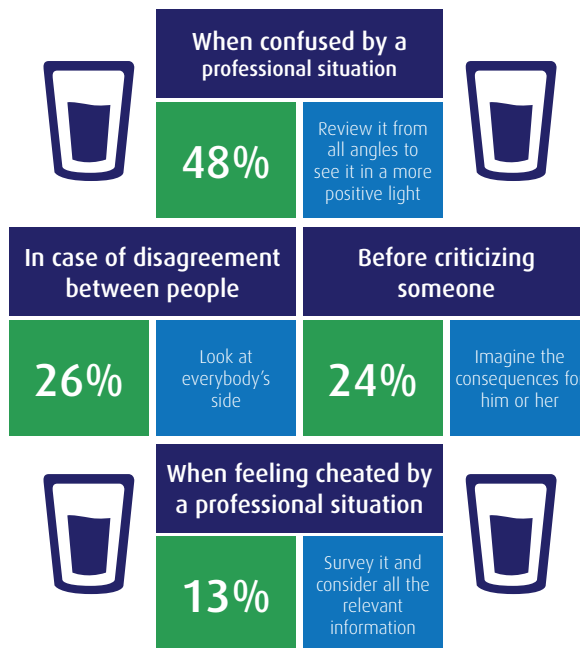 When confused by a
professional situation
48%
Review it from
all angles to
see it in a more
positive light
In case of disagreement
between people
26%
Look at
everybody's
side
Before criticizing
someone
24%
Imagine the
consequences for
him or her
When feeling cheated by
a professional situation
13%
Survey it and
consider all the
relevant
information